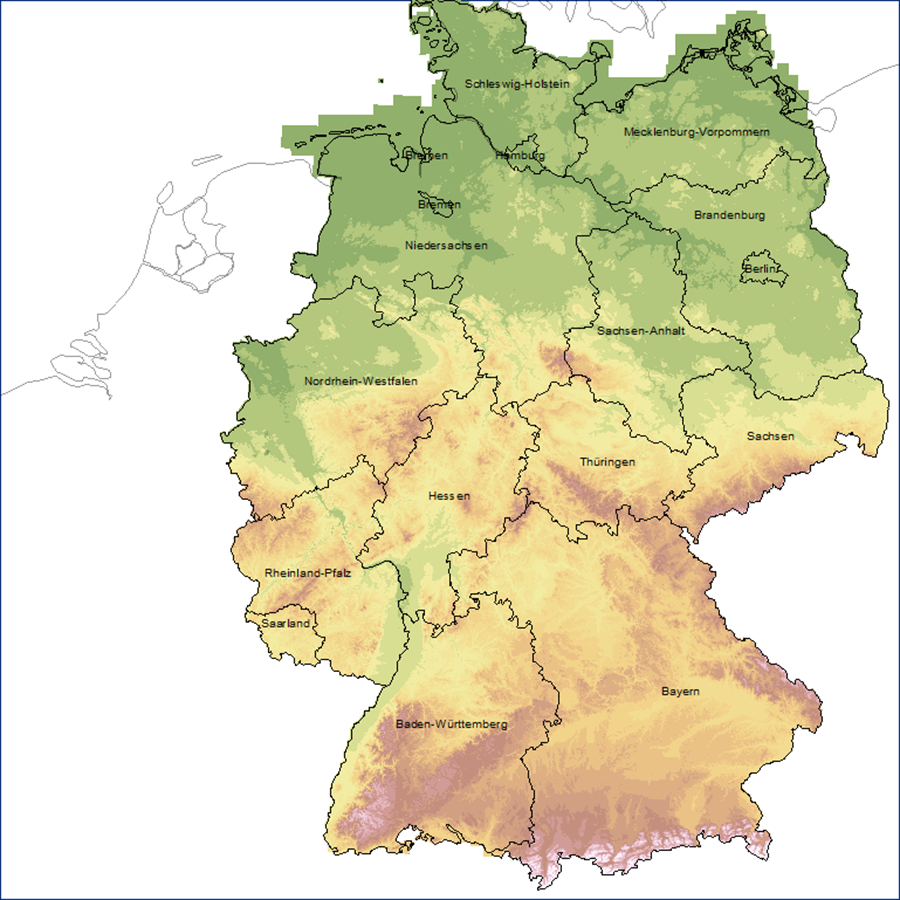 Schleswig-Holstein
Mecklenburg-Vorpommern
Bremen
Hamburg
Bremen
Brandenburg
Niedersachsen
Berlin
Sachsen-Anhalt
Nordrhein-Westfalen
Sachsen
Thüringen
Hessen
Rheinland-Pfalz
Saarland
Bayern
Baden-Württemberg